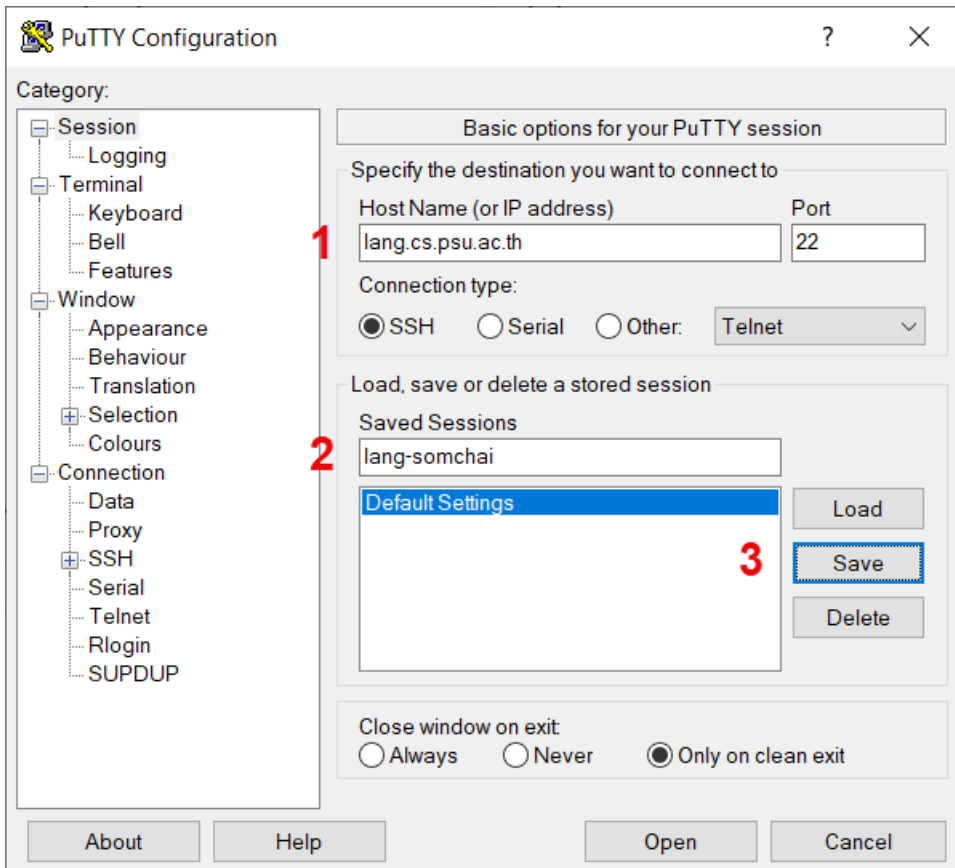 PuTTY Configuration
?
Category:
Session
Logging
Terminal
Keyboard
Bell
Features
Window
Appearance
Behaviour
Translation
Selection
Colours
Connection
Data
Proxy
SSH
Serial
Telnet
Rlogin
SUPDUP
Basic options for your PuTTY session
Specify the destination you want to connect to
Host Name (or IP address) Port
1 lang.cs.psu.ac.th 22
Connection type:
SSH Serial Other: Telnet
Load, save or delete a stored session
Saved Sessions
2 lang-somchai
Default Settings
Load
3 Save
Delete
Close window on exit:
Always Never Only on clean exit
About Help Open Cancel